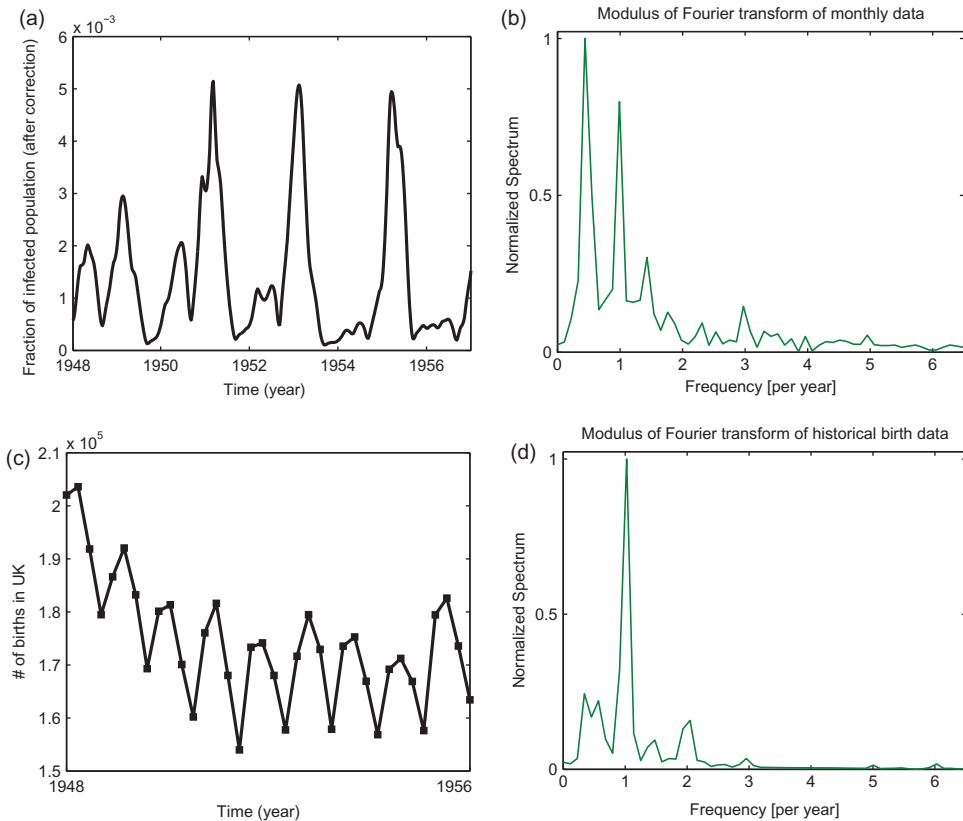 (a)
x 10−3
Fraction of infected population (after correction)
6
5
4
3
2
1
0
1948
1950
1952
1954
1956
Time (year)
(b)
Modulus of Fourier transform of monthly data
Normalized Spectrum
1
0.5
0
0
1
2
3
4
5
6
Frequency [per year]
(c)
x 105
# of births in UK
2.1
2
1.9
1.8
1.7
1.6
1.5
1948
1956
Time (year)
Modulus of Fourier transform of historical birth data
(d)
Normalized Spectrum
1
0.5
0
0
1
2
3
4
5
6
Frequency [per year]